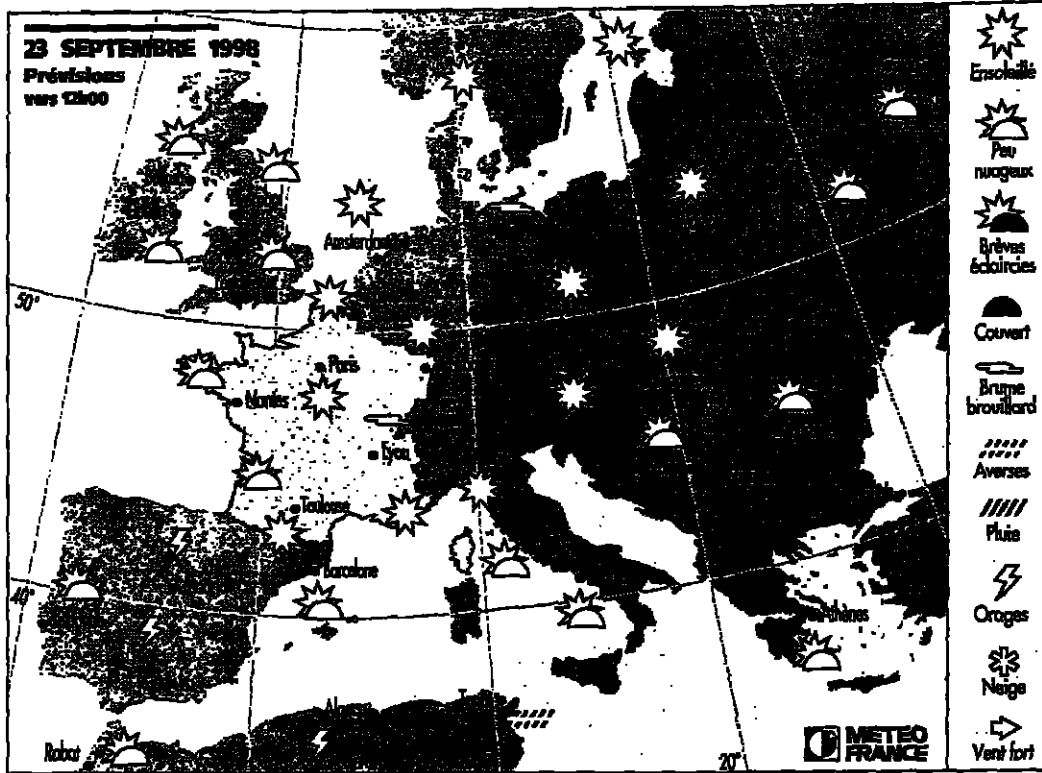 23 SEPTEMBRE 1998
Prévisions
vers 12h00
Amsterdam
50°
Paris
Nantes
Lyon
Toulouse
Barcelone
40°
Athènes
Rabat
20°
METEO
FRANCE
Ensoleillé
Peu
nuageux
Brèves
éclaircies
Couvert
Brume
brouillard
Averses
Pluie
Orages
Neige
Vent fort